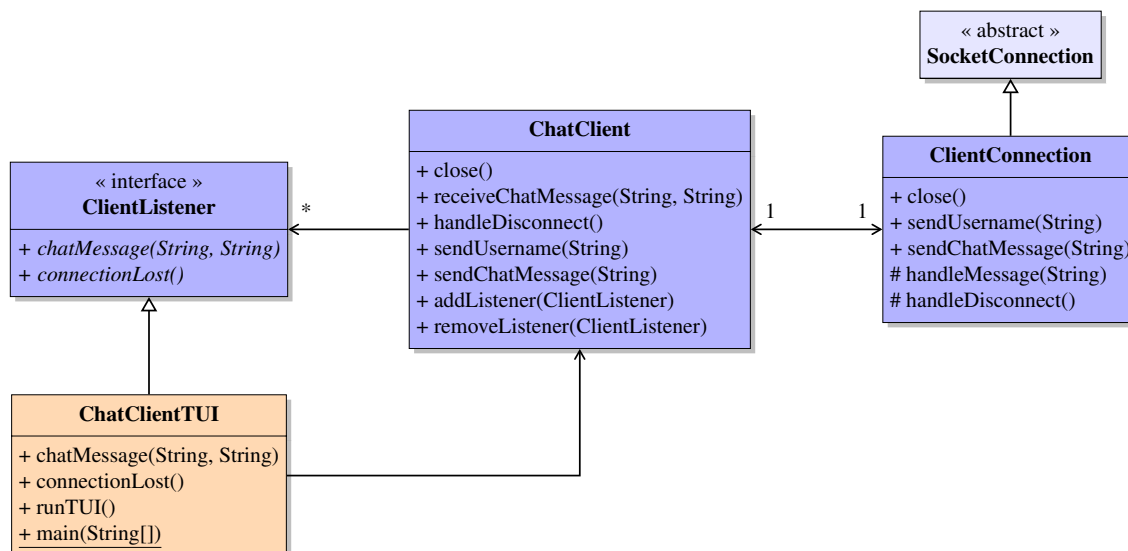 « abstract »
SocketConnection
ChatClient
+ close()
+ receiveChatMessage(String, String)
+ handleDisconnect()
+ sendUsername(String)
+ sendChatMessage(String)
+ addListener(ClientListener)
+ removeListener(ClientListener)
ClientConnection
+ close()
+ sendUsername(String)
+ sendChatMessage(String)
# handleMessage(String)
# handleDisconnect()
« interface »
ClientListener
+ chatMessage(String, String)
+ connectionLost()
*
1
1
ChatClientTUI
+ chatMessage(String, String)
+ connectionLost()
+ runTUI()
+ main(String[])